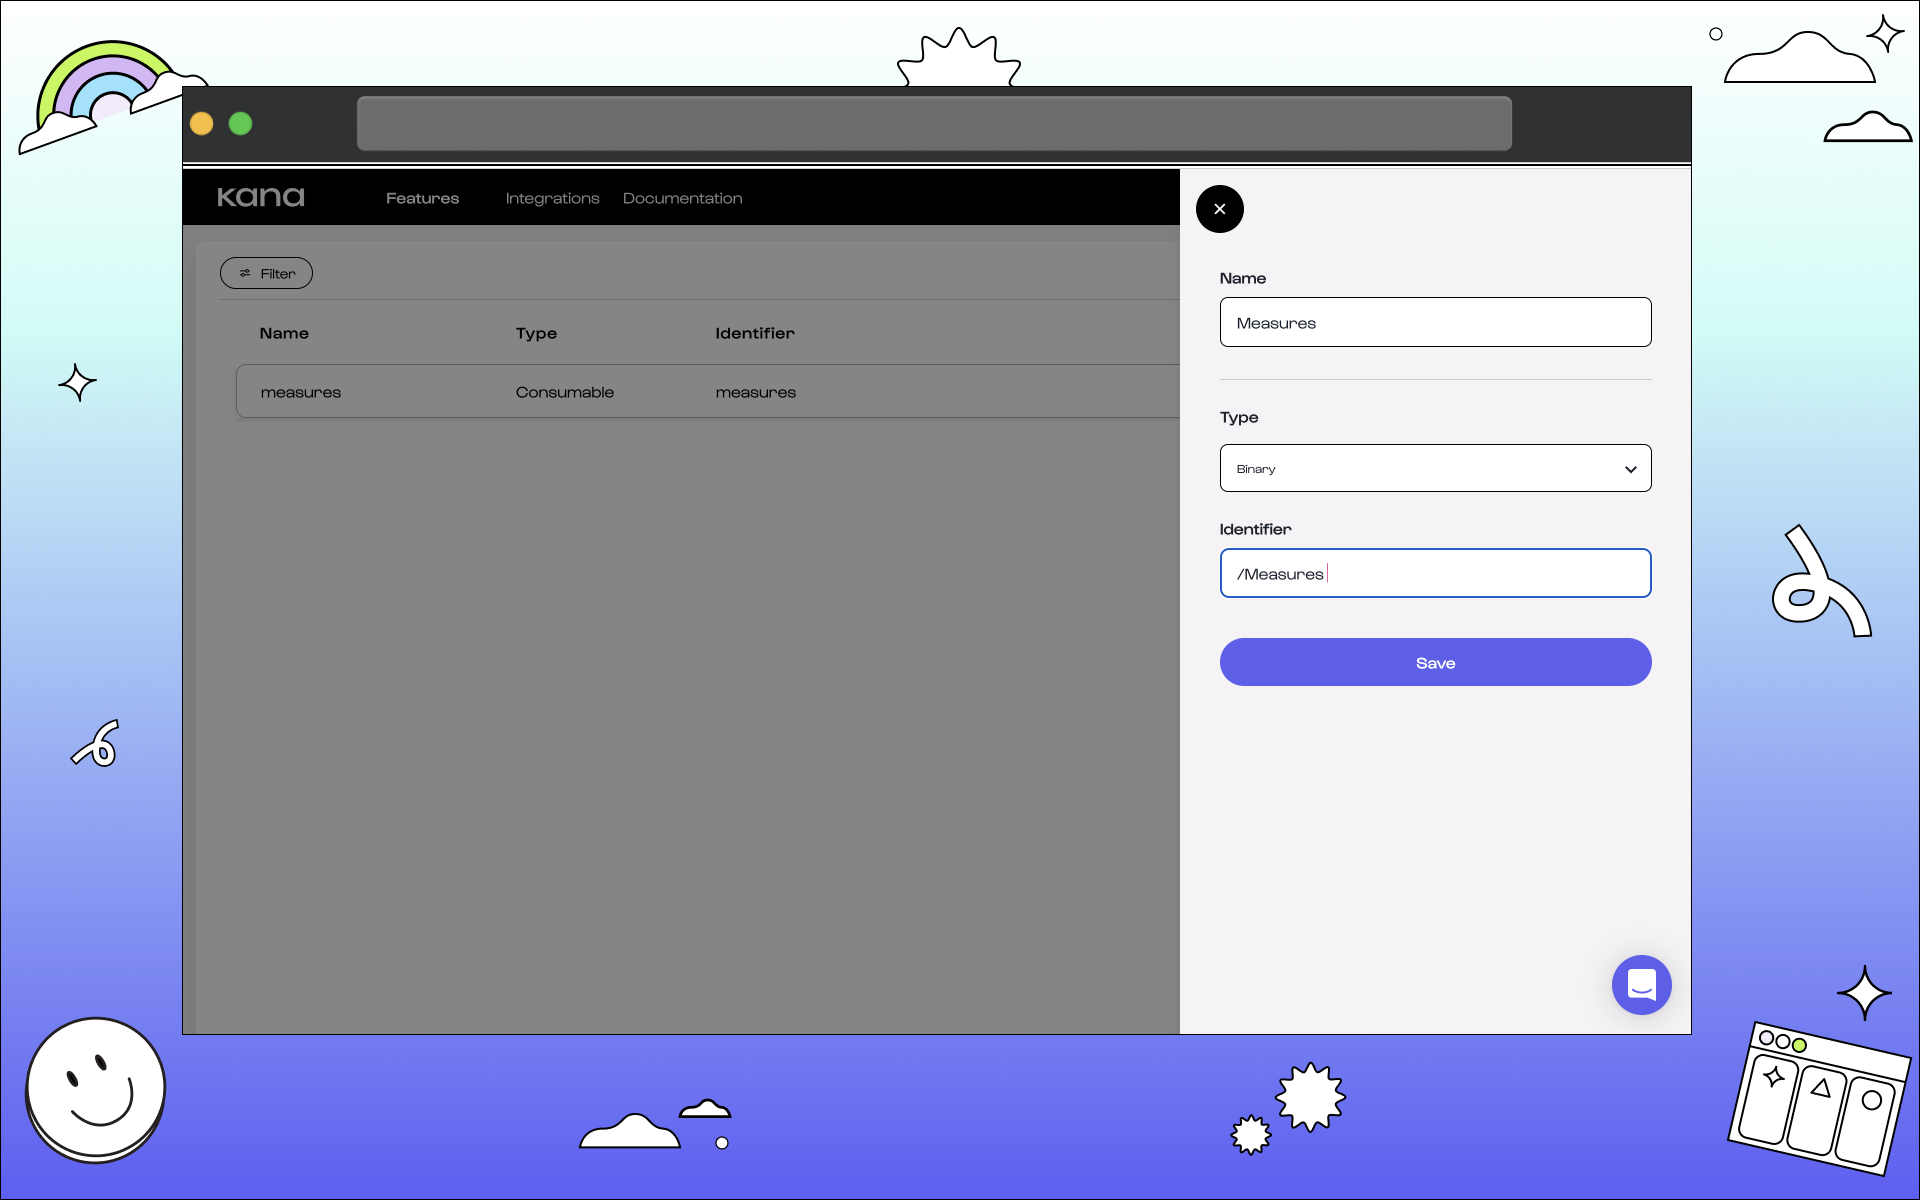 kana
Features Integrations Documentation
Filter
Name Type Identifier
measures Consumable measures
Name
Measures
Type
Binary
Identifier
/Measures
Save